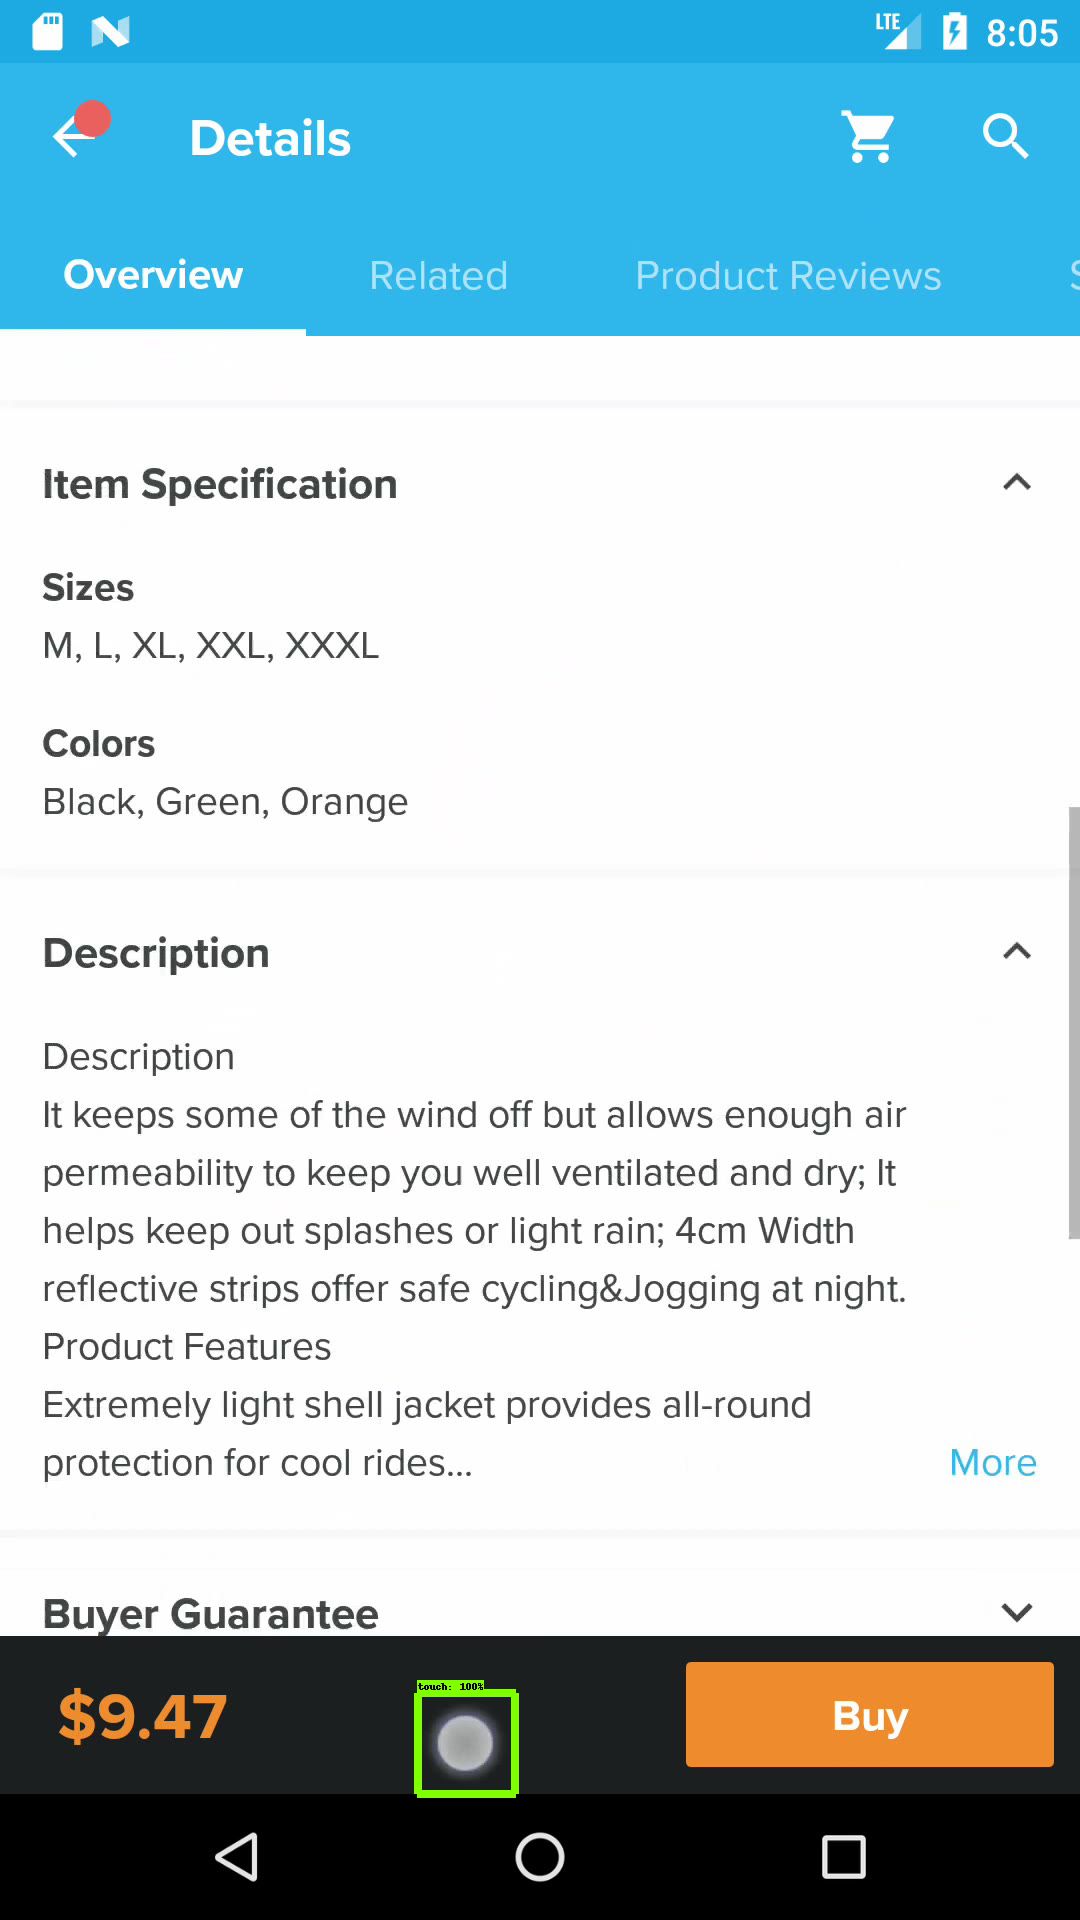 LTE 8:05
Details
Overview Related Product Reviews S
Item Specification
Sizes
M, L, XL, XXL, XXXL
Colors
Black, Green, Orange
Description
Description
It keeps some of the wind off but allows enough air
permeability to keep you well ventilated and dry; It
helps keep out splashes or light rain; 4cm Width
reflective strips offer safe cycling&Jogging at night.
Product Features
Extremely light shell jacket provides all-round
protection for cool rides... More
Buyer Guarantee
touch: 100%
$9.47 Buy